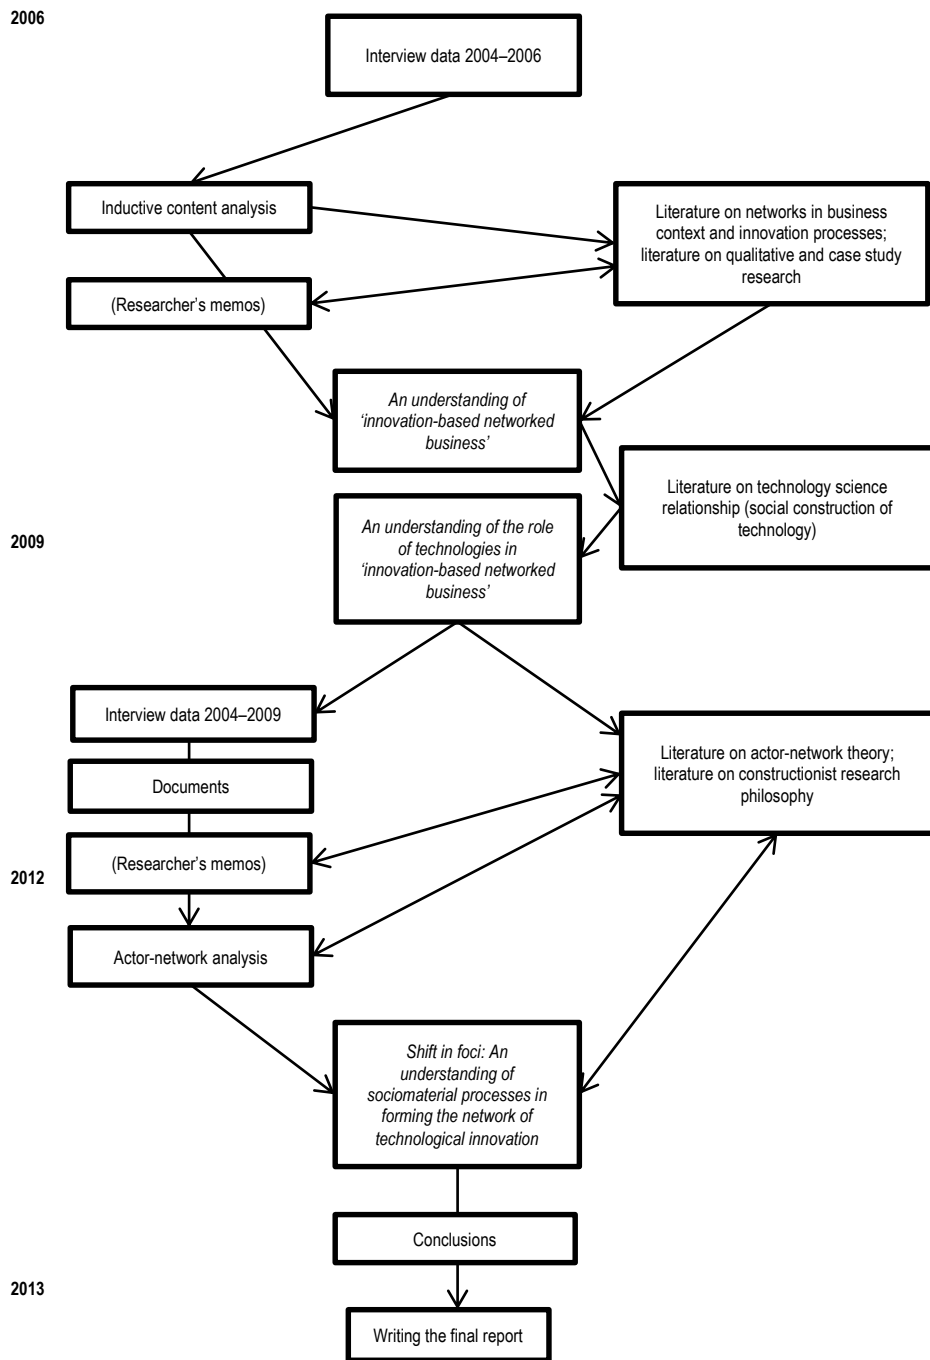 2006
Interview data 2004–2006
Inductive content analysis
Literature on networks in business
context and innovation processes;
literature on qualitative and case study
research
(Researcher's memos)
An understanding of
‘innovation-based networked
business’
Literature on technology science
relationship (social construction of
technology)
2009
An understanding of the role
of technologies in
‘innovation-based networked
business’
Interview data 2004–2009
Documents
Literature on actor-network theory;
literature on constructionist research
philosophy
(Researcher's memos)
2012
Actor-network analysis
Shift in foci: An
understanding of
sociomaterial processes in
forming the network of
technological innovation
Conclusions
2013
Writing the final report